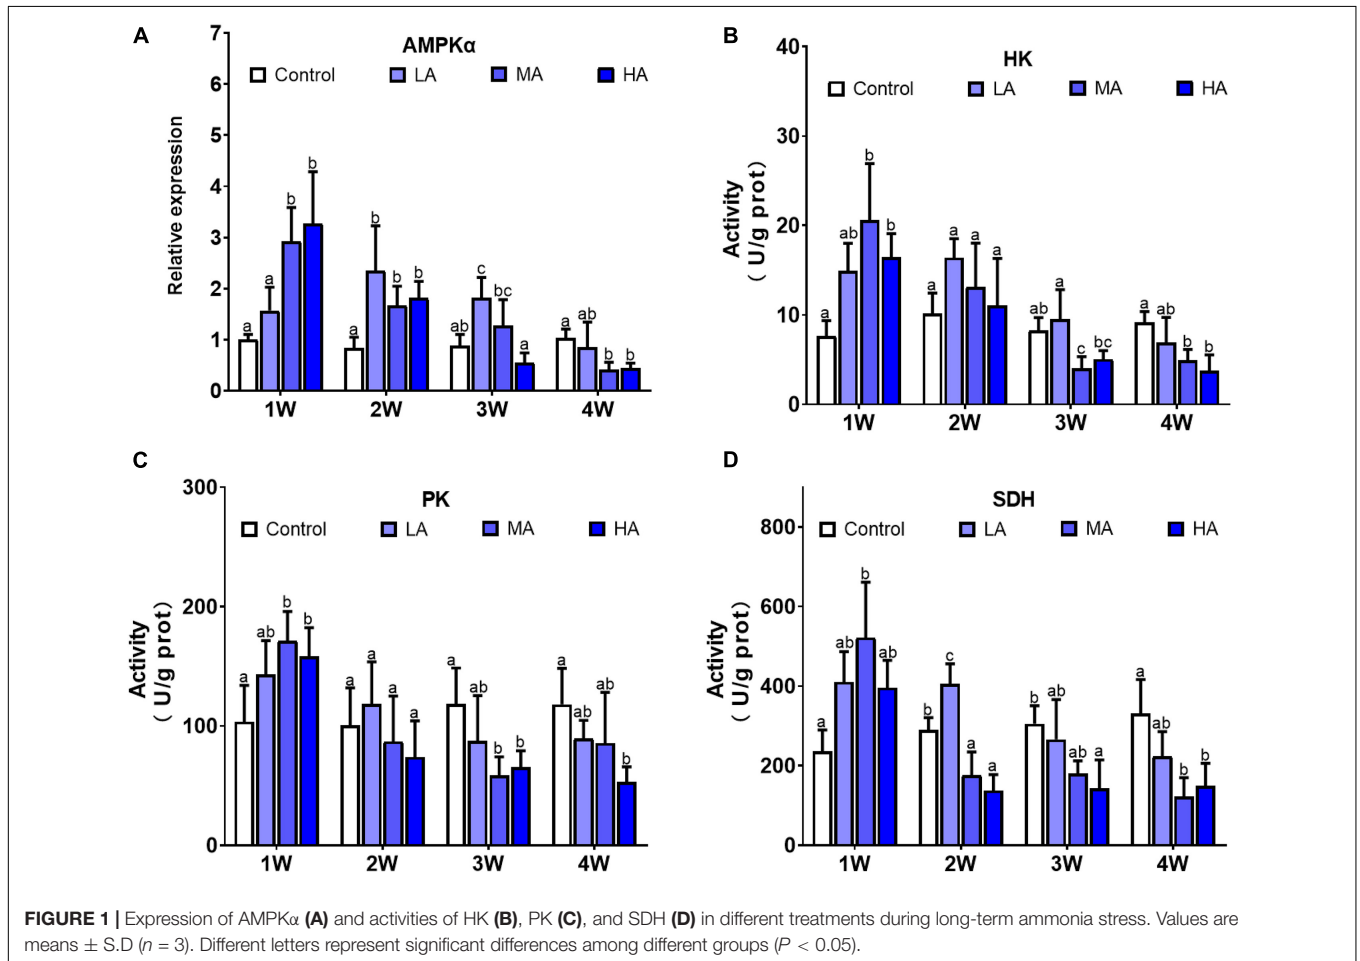 A
AMPKα
Control LA MA HA
Relative expression
7
6
5
4
3
2
1
0
a a b b
a b b b
ab c bc a
a ab b b
1W 2W 3W 4W
B
HK
Control LA MA HA
Activity
( U/g prot)
40
30
20
10
0
a ab b b
a a a a
ab a c bc
a ab b b
1W 2W 3W 4W
C
PK
Control LA MA HA
Activity
( U/g prot)
300
200
100
0
a ab b b
a a a a
a ab b b
a ab ab b
1W 2W 3W 4W
D
SDH
Control LA MA HA
Activity
( U/g prot)
800
600
400
200
0
a ab b ab
b c a a
b ab ab a
a ab b b
1W 2W 3W 4W
FIGURE 1 | Expression of AMPKα (A) and activities of HK (B), PK (C), and SDH (D) in different treatments during long-term ammonia stress. Values are
means ± S.D (n = 3). Different letters represent significant differences among different groups (P < 0.05).